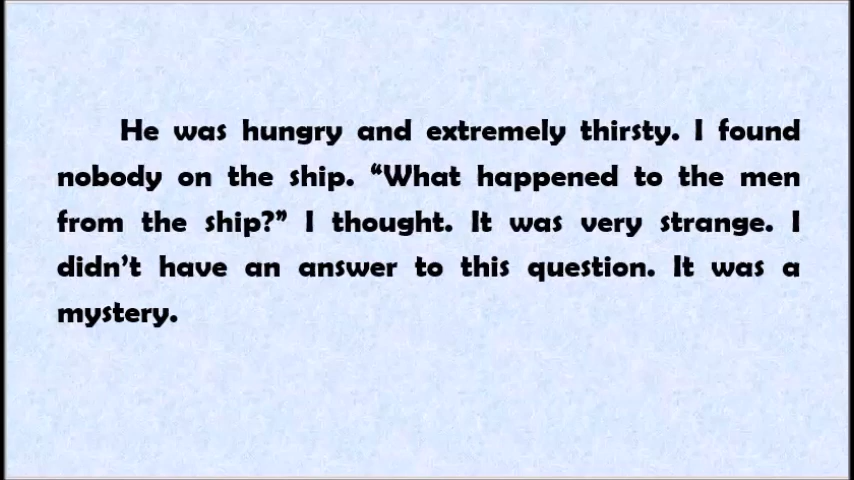 He was hungry and extremely thirsty. I found
nobody on the ship. “What happened to the men
from the ship?” I thought. It was very strange. I
didn’t have an answer to this question. It was a
mystery.